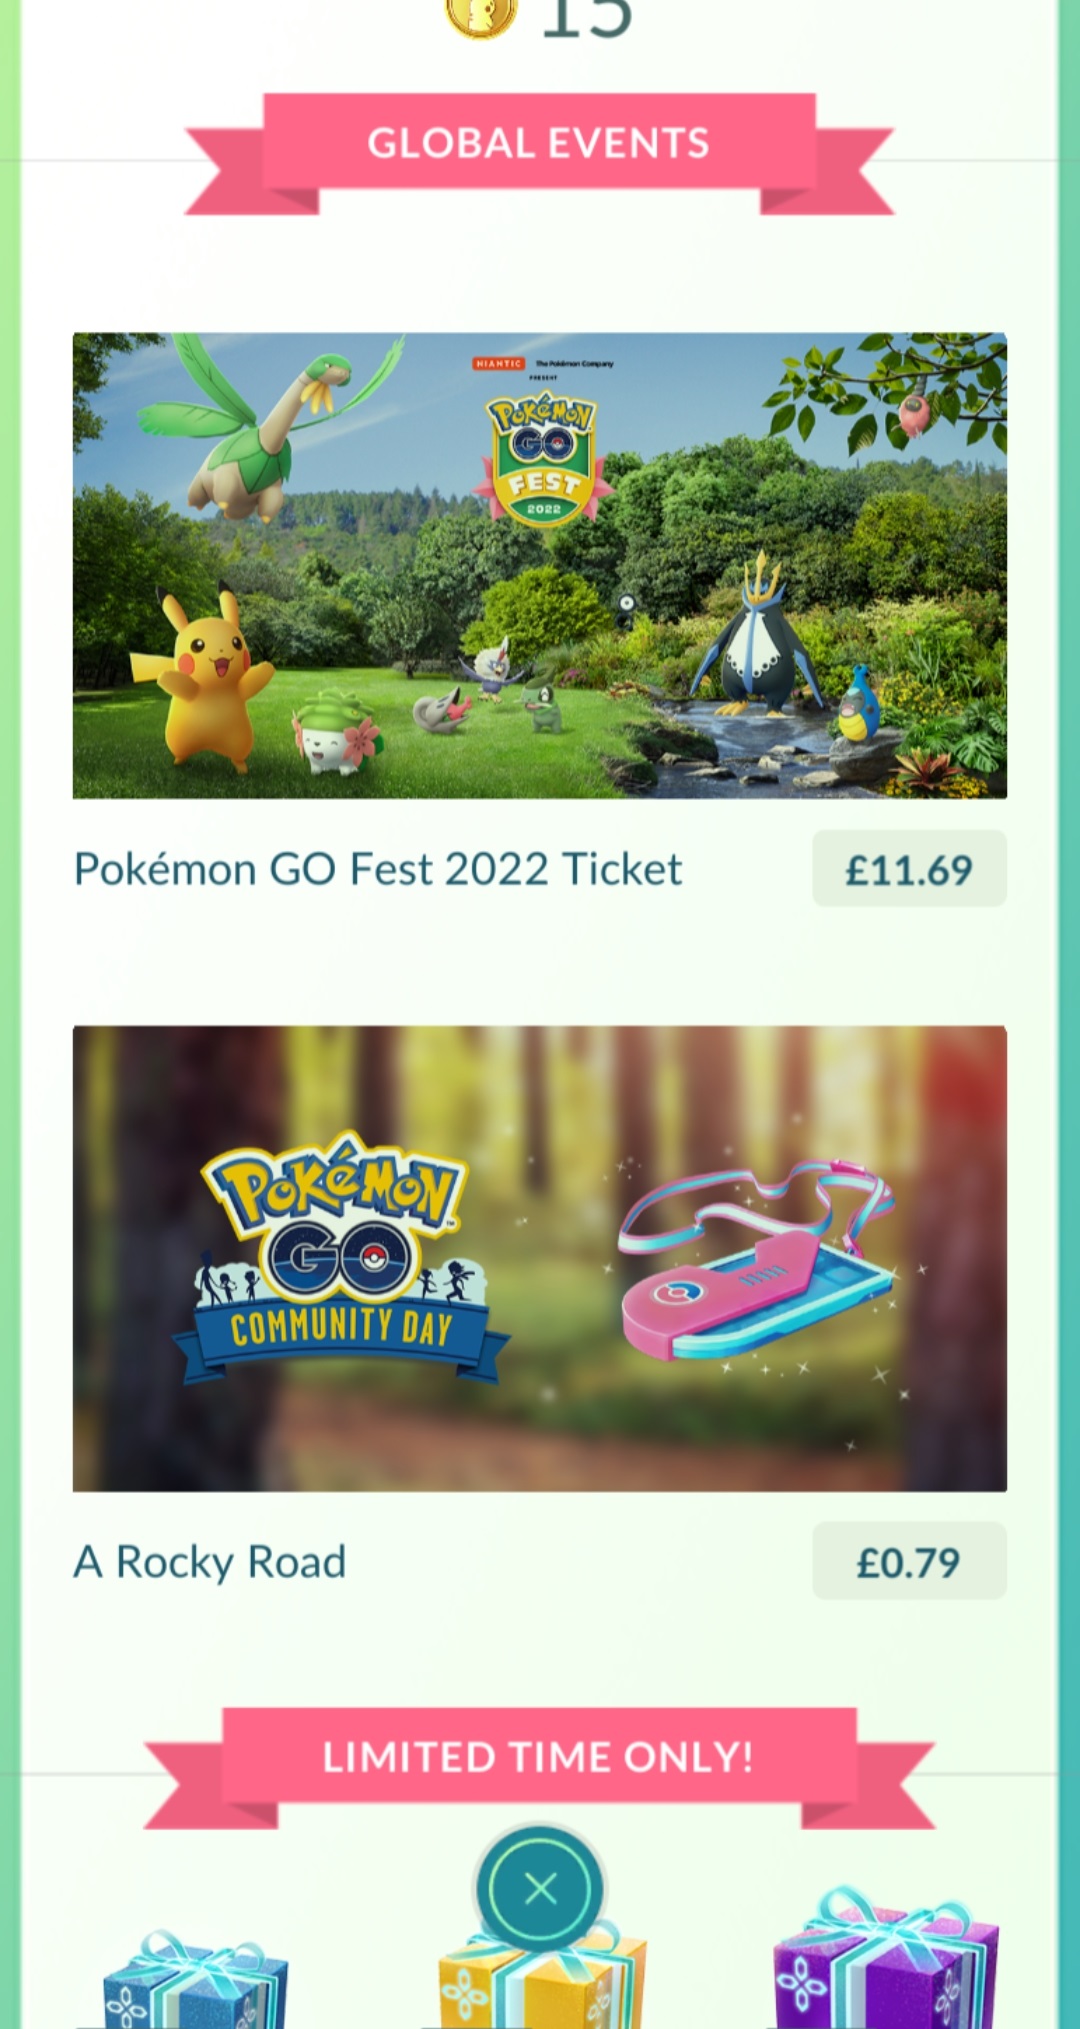 15
GLOBAL EVENTS
NIANTIC The Pokémon Company
PRESENT
POKéMON
GO
FEST
2022
Pokémon GO Fest 2022 Ticket £11.69
POKéMON
GO
COMMUNITY DAY
A Rocky Road £0.79
LIMITED TIME ONLY!